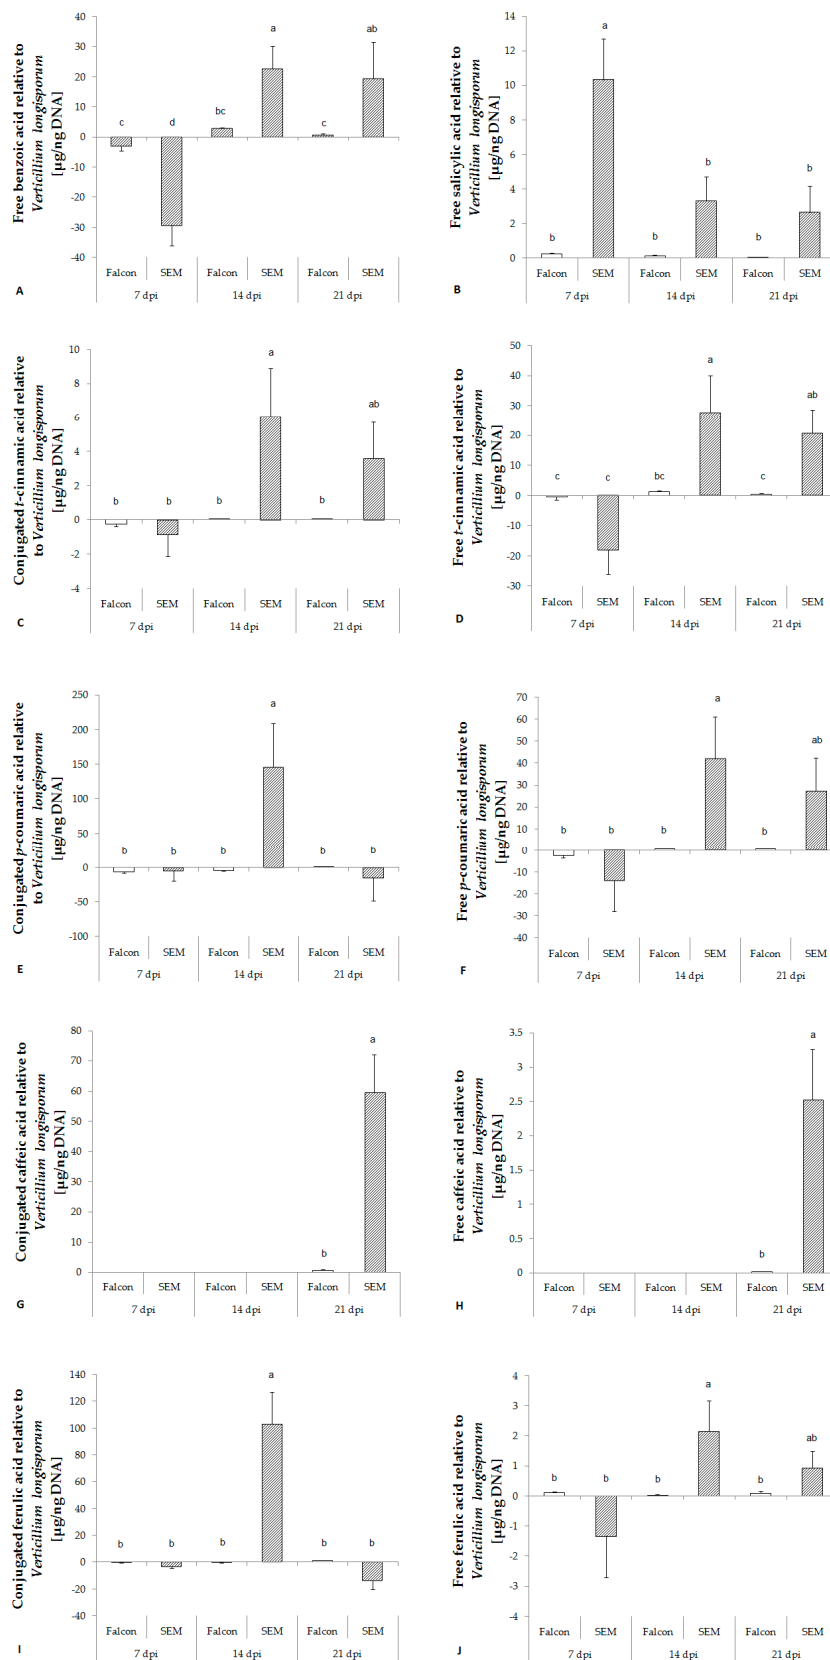 Free benzoic acid relative to
Verticillium longisporum
[µg/ng DNA]
40
30
20
10
0
-10
-20
-30
-40
c
d
bc
a
c
ab
Falcon
SEM
Falcon
SEM
Falcon
SEM
7 dpi
14 dpi
21 dpi
A
Free salicylic acid relative to
Verticillium longisporum
[µg/ng DNA]
14
12
10
8
6
4
2
0
b
a
b
b
b
b
Falcon
SEM
Falcon
SEM
Falcon
SEM
7 dpi
14 dpi
21 dpi
B
Conjugated t-cinnamic acid relative
to Verticillium longisporum
[µg/ng DNA]
10
8
6
4
2
0
-2
-4
b
b
b
a
b
ab
Falcon
SEM
Falcon
SEM
Falcon
SEM
7 dpi
14 dpi
21 dpi
C
Free t-cinnamic acid relative to
Verticillium longisporum
[µg/ng DNA]
50
40
30
20
10
0
-10
-20
-30
c
c
bc
a
c
ab
Falcon
SEM
Falcon
SEM
Falcon
SEM
7 dpi
14 dpi
21 dpi
D
Conjugated p-coumaric acid relative
to Verticillium longisporum
[µg/ng DNA]
250
200
150
100
50
0
-50
-100
b
b
b
a
b
b
Falcon
SEM
Falcon
SEM
Falcon
SEM
7 dpi
14 dpi
21 dpi
E
Free p-coumaric acid relative to
Verticillium longisporum
[µg/ng DNA]
70
60
50
40
30
20
10
0
-10
-20
-30
-40
b
b
b
a
b
ab
Falcon
SEM
Falcon
SEM
Falcon
SEM
7 dpi
14 dpi
21 dpi
F
Conjugated caffeic acid relative to
Verticillium longisporum
[µg/ng DNA]
80
70
60
50
40
30
20
10
0
b
a
Falcon
SEM
Falcon
SEM
Falcon
SEM
7 dpi
14 dpi
21 dpi
G
Free caffeic acid relative to
Verticillium longisporum
[µg/ng DNA]
3.5
3
2.5
2
1.5
1
0.5
0
b
a
Falcon
SEM
Falcon
SEM
Falcon
SEM
7 dpi
14 dpi
21 dpi
H
Conjugated ferulic acid relative to
Verticillium longisporum
[µg/ng DNA]
140
120
100
80
60
40
20
0
-20
-40
b
b
b
a
b
b
Falcon
SEM
Falcon
SEM
Falcon
SEM
7 dpi
14 dpi
21 dpi
I
Free ferulic acid relative to
Verticillium longisporum
[µg/ng DNA]
4
3
2
1
0
-1
-2
-3
-4
b
b
b
a
b
ab
Falcon
SEM
Falcon
SEM
Falcon
SEM
7 dpi
14 dpi
21 dpi
J